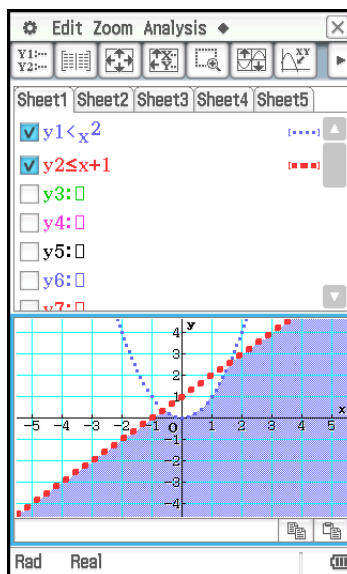 Edit Zoom Analysis
Y1:··· Y2:··· XY
Sheet1 Sheet2 Sheet3 Sheet4 Sheet5
y1<x²
y2≤x+1
y3:▯
y4:▯
y5:▯
y6:▯
y7:▯
y
4
3
2
1
x
-5 -4 -3 -2 -1 O 1 2 3 4 5
-1
-2
-3
-4
Rad Real